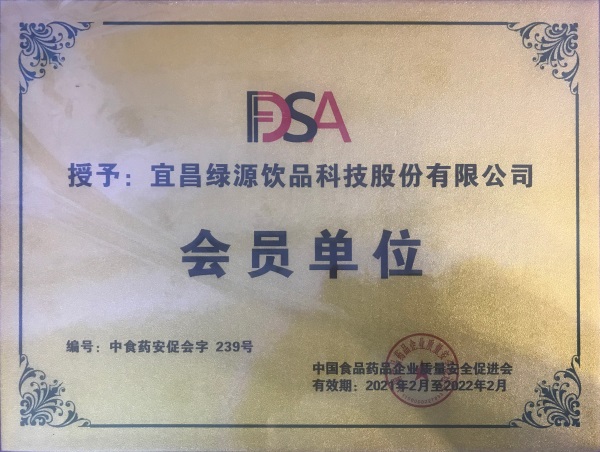 FDSA
授予：宜昌绿源饮品科技股份有限公司
会员单位
编号：中食药安促会字 239号
中国食品药品企业质量安全促进会
有效期：2021年2月至2022年2月